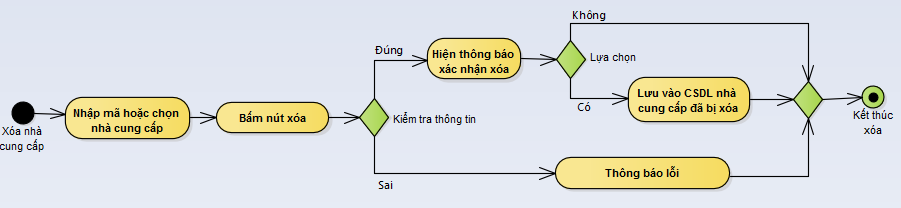 Xóa nhà
cung cấp
Nhập mã hoặc chọn
nhà cung cấp
Bấm nút xóa
Kiểm tra thông tin
Đúng
Sai
Hiện thông báo
xác nhận xóa
Lựa chọn
Không
Có
Lưu vào CSDL nhà
cung cấp đã bị xóa
Thông báo lỗi
Kết thúc
xóa